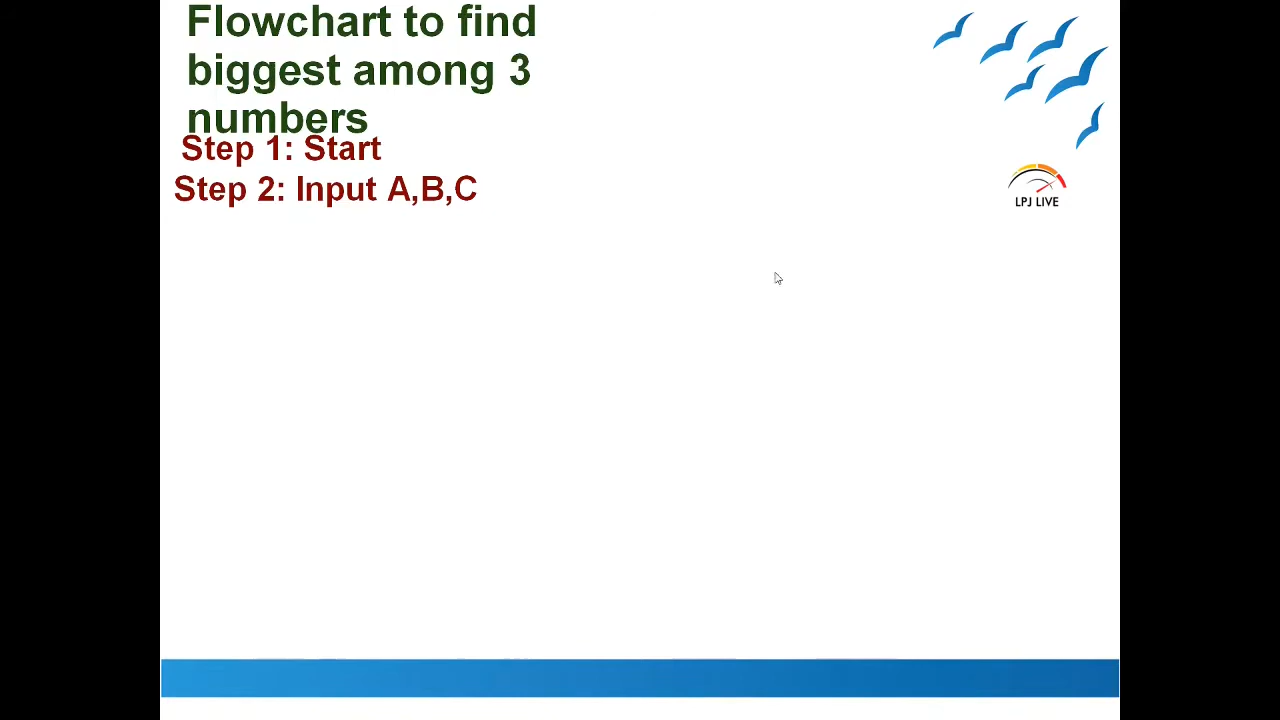 Flowchart to find
biggest among 3
numbers
Step 1: Start
Step 2: Input A,B,C
LPJ LIVE